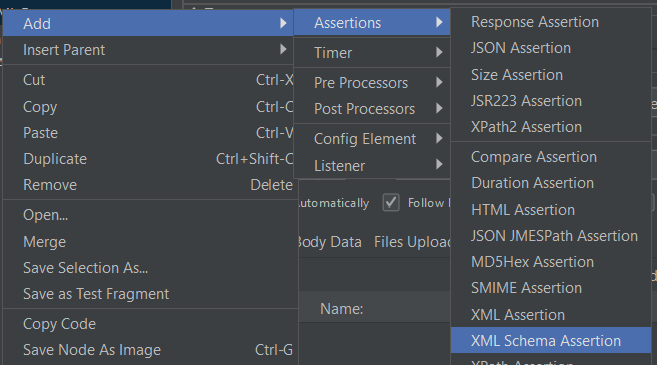 Add
Insert Parent
Cut Ctrl-X
Copy Ctrl-C
Paste Ctrl-V
Duplicate Ctrl+Shift-C
Remove Delete
Open...
Merge
Save Selection As...
Save as Test Fragment
Copy Code
Save Node As Image Ctrl-G
Assertions
Timer
Pre Processors
Post Processors
Config Element
Listener
Response Assertion
JSON Assertion
Size Assertion
JSR223 Assertion
XPath2 Assertion
Compare Assertion
Duration Assertion
HTML Assertion
JSON JMESPath Assertion
MD5Hex Assertion
SMIME Assertion
XML Assertion
XML Schema Assertion
XPath Assertion
Automatically Follow
Body Data Files Upload
Name: